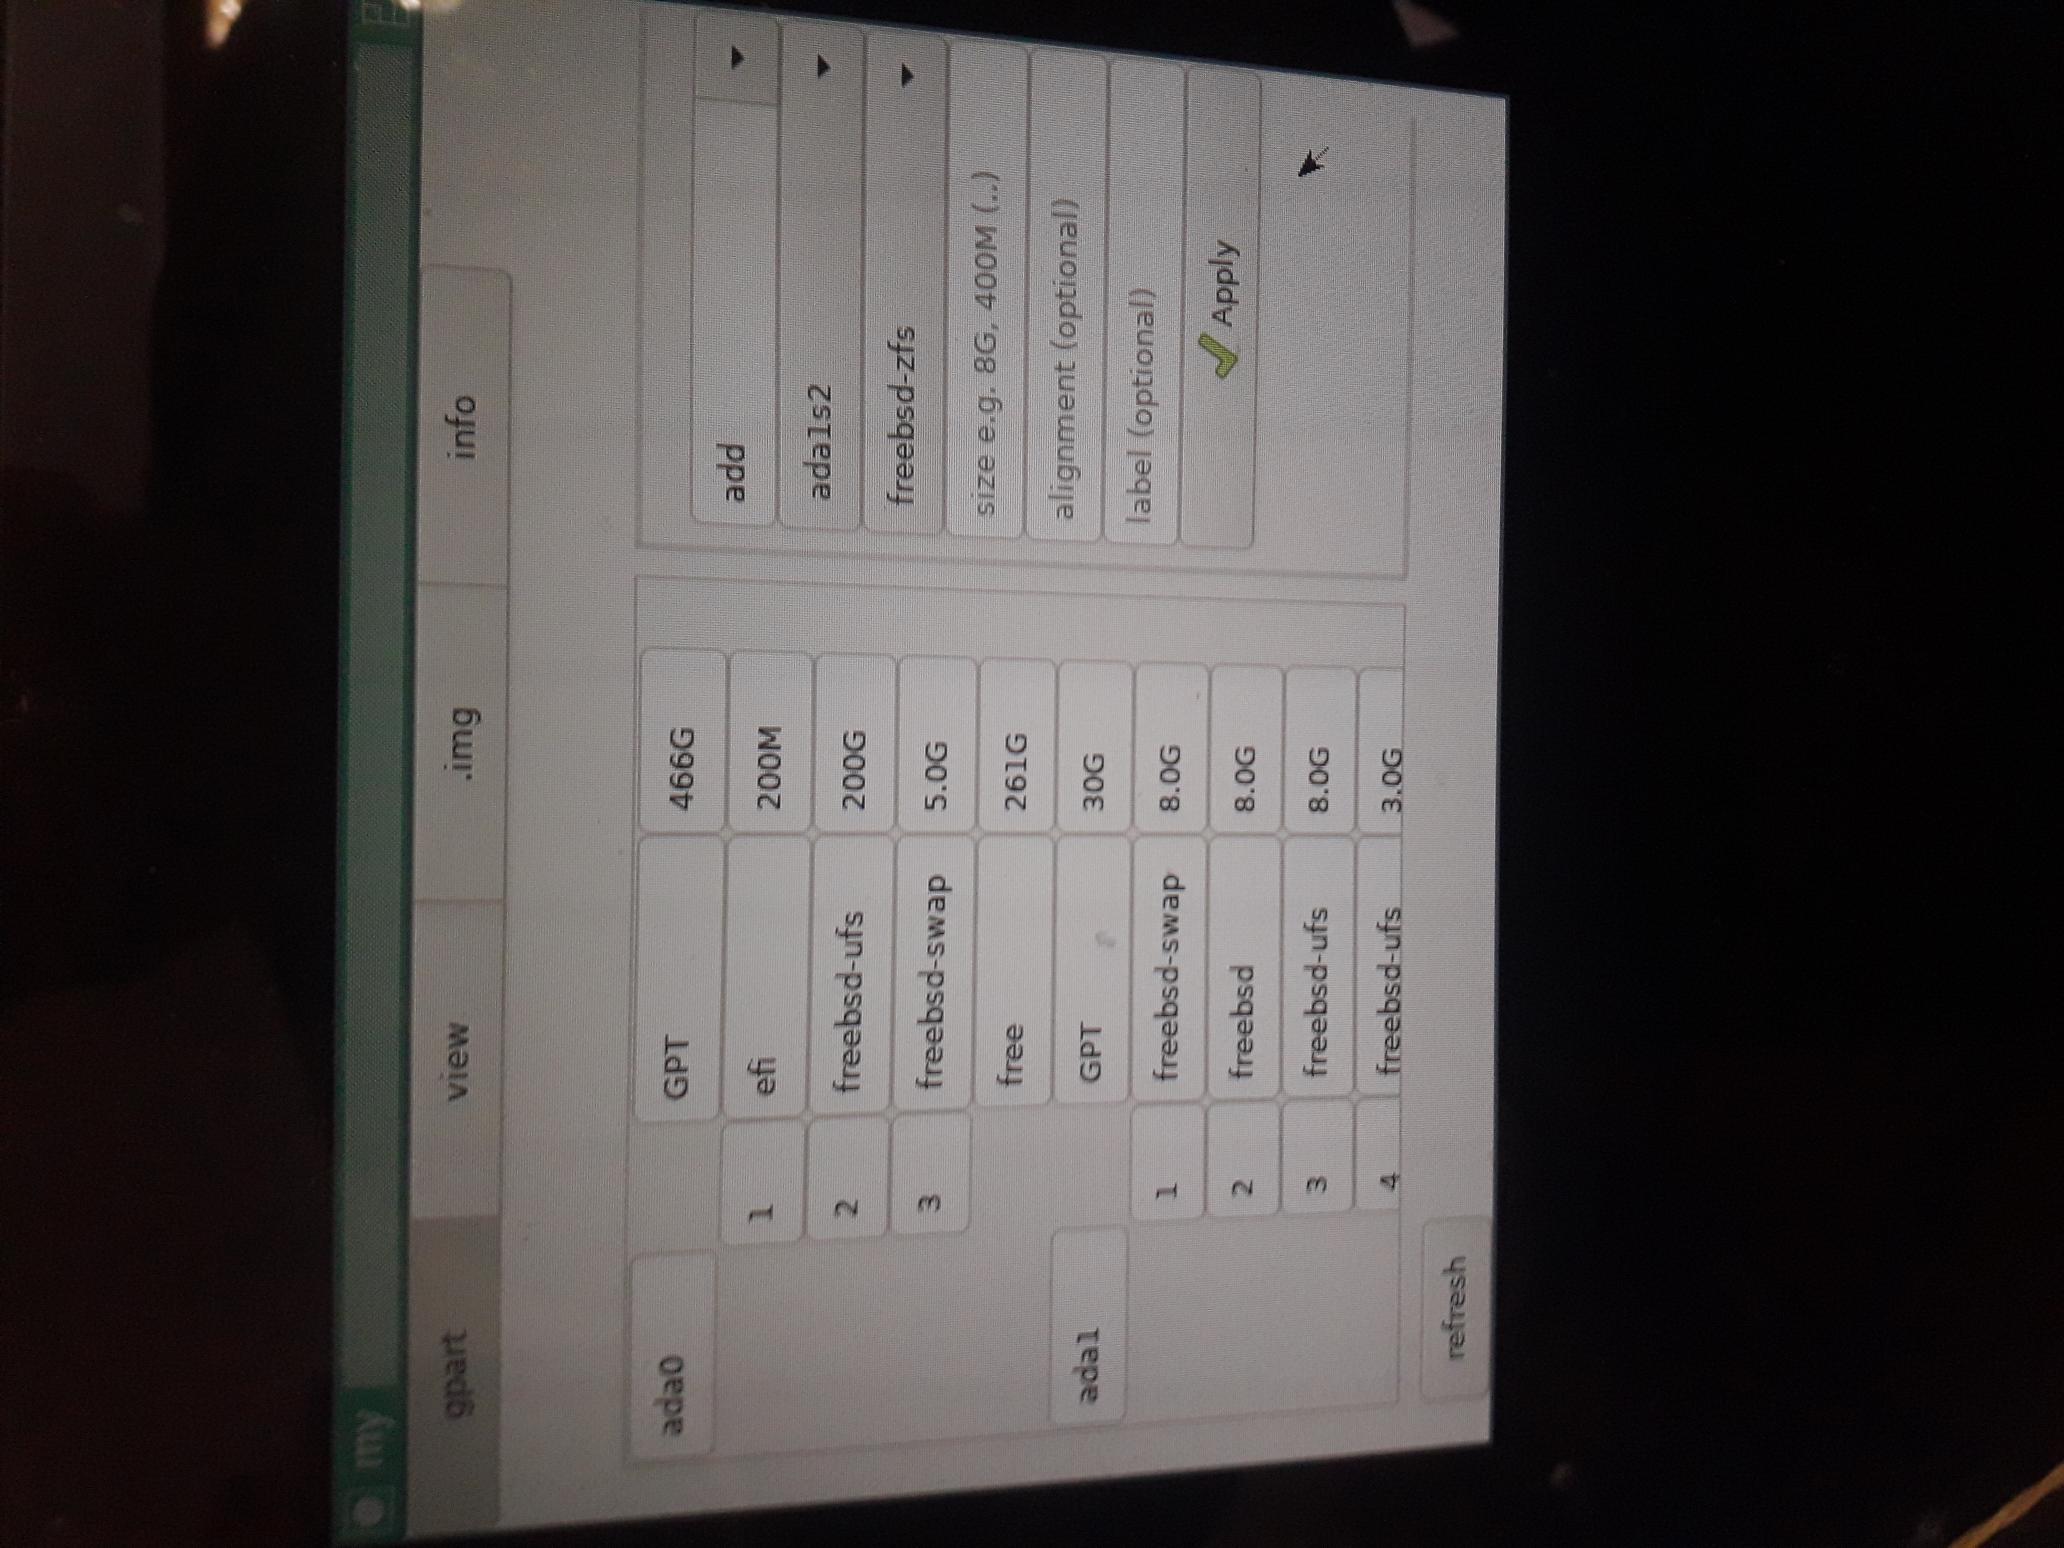 my
gpart view .img info
ada0 GPT 466G
1 efi 200M
2 freebsd-ufs 200G
3 freebsd-swap 5.0G
free 261G
ada1 GPT 30G
1 freebsd-swap 8.0G
2 freebsd 8.0G
3 freebsd-ufs 8.0G
4 freebsd-ufs 3.0G
refresh
add
ada1s2
freebsd-zfs
size e.g. 8G, 400M (..)
alignment (optional)
label (optional)
Apply